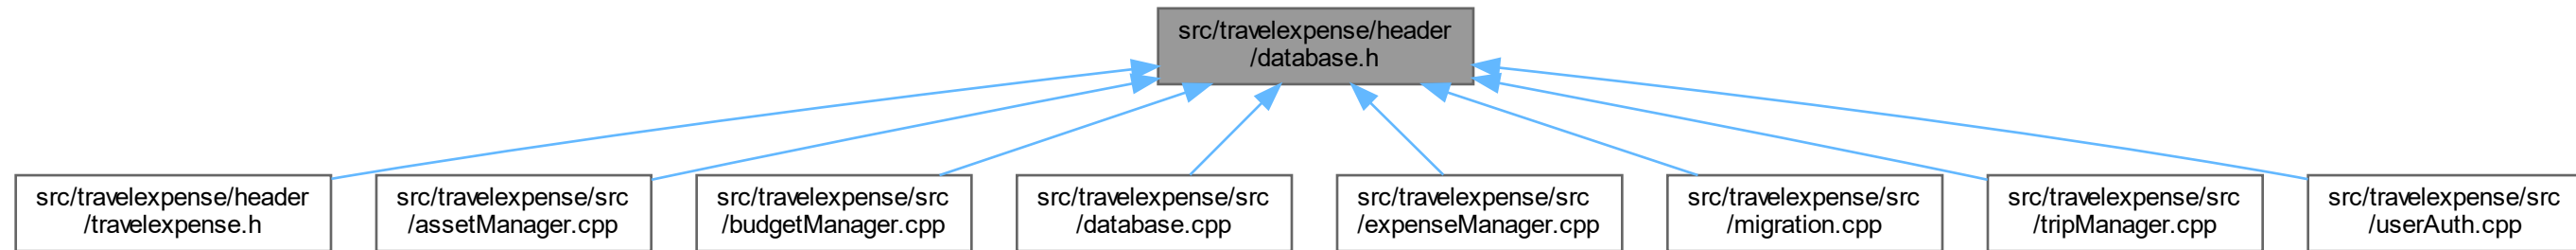 src/travelexpense/header
/database.h
src/travelexpense/header
/travelexpense.h
src/travelexpense/src
/assetManager.cpp
src/travelexpense/src
/budgetManager.cpp
src/travelexpense/src
/database.cpp
src/travelexpense/src
/expenseManager.cpp
src/travelexpense/src
/migration.cpp
src/travelexpense/src
/tripManager.cpp
src/travelexpense/src
/userAuth.cpp